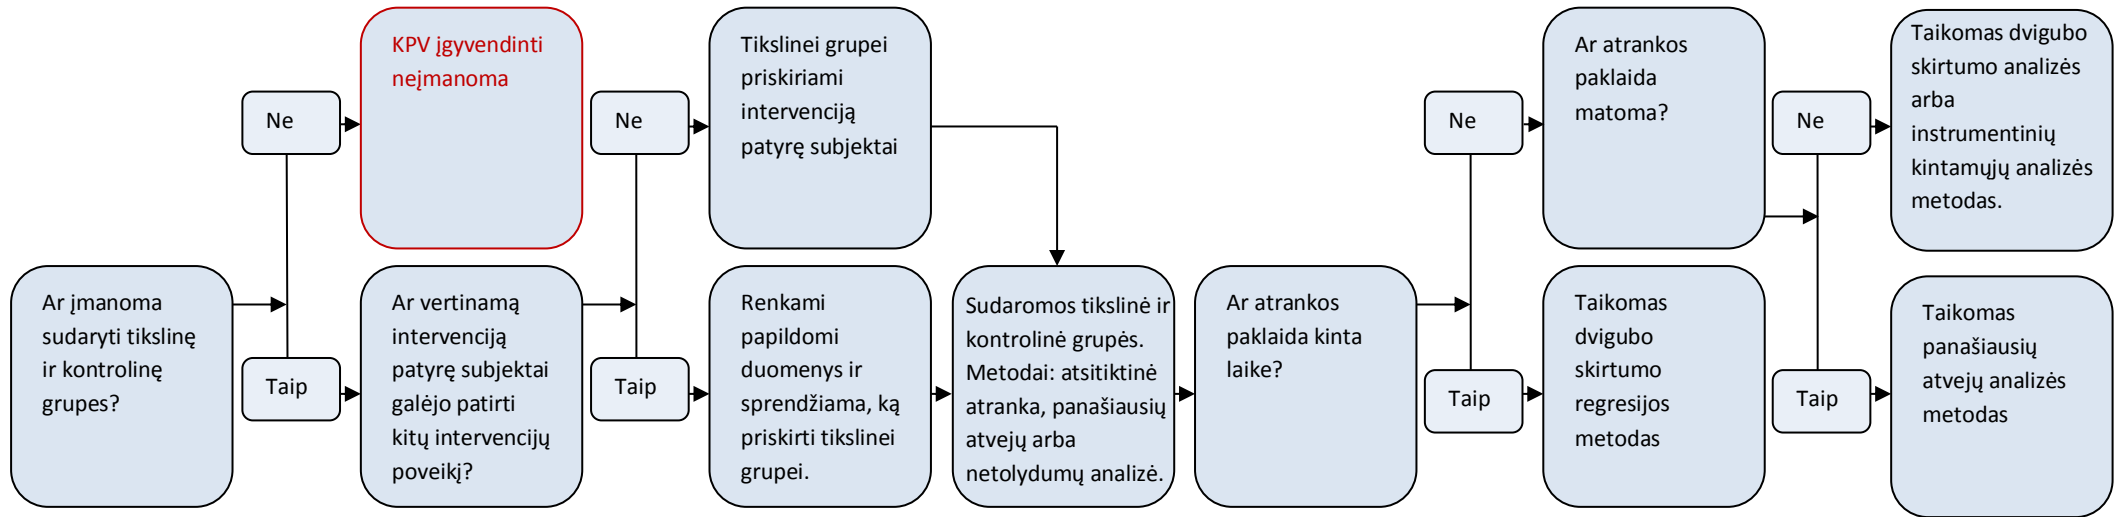 Ar įmanoma
sudaryti tikslinę
ir kontrolinę
grupes?
Ne
Taip
KPV įgyvendinti
neįmanoma
Ar vertinamą
intervenciją
patyrę subjektai
galėjo patirti
kitų intervencijų
poveikį?
Ne
Taip
Tikslinei grupei
priskiriami
intervenciją
patyrę subjektai
Renkami
papildomi
duomenys ir
sprendžiama, ką
priskirti tikslinei
grupei.
Sudaromos tikslinė ir
kontrolinė grupės.
Metodai: atsitiktinė
atranka, panašiausių
atvejų arba
netolydumų analizė.
Ar atrankos
paklaida kinta
laike?
Ne
Taip
Ar atrankos
paklaida
matoma?
Taikomas
dvigubo
skirtumo
regresijos
metodas
Ne
Taip
Taikomas dvigubo
skirtumo analizės
arba
instrumentinių
kintamųjų analizės
metodas.
Taikomas
panašiausių
atvejų analizės
metodas